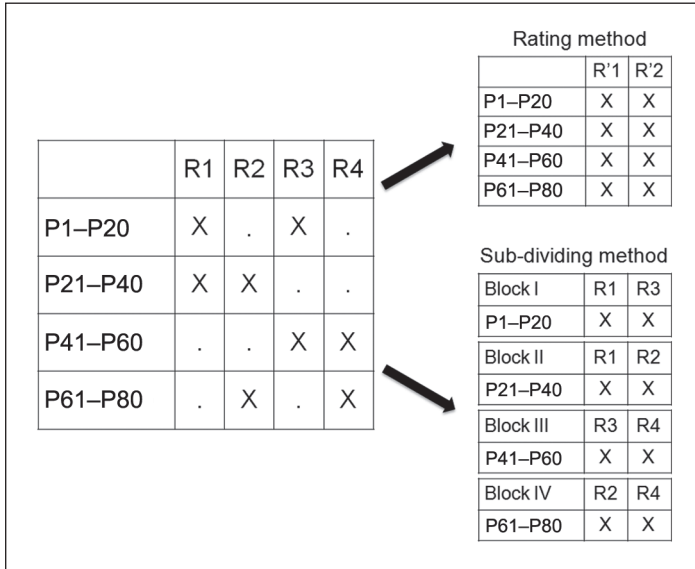 R1 R2 R3 R4
P1–P20 X . X .
P21–P40 X X . .
P41–P60 . . X X
P61–P80 . X . X
Rating method
R'1 R'2
P1–P20 X X
P21–P40 X X
P41–P60 X X
P61–P80 X X
Sub-dividing method
Block I R1 R3
P1–P20 X X
Block II R1 R2
P21–P40 X X
Block III R3 R4
P41–P60 X X
Block IV R2 R4
P61–P80 X X